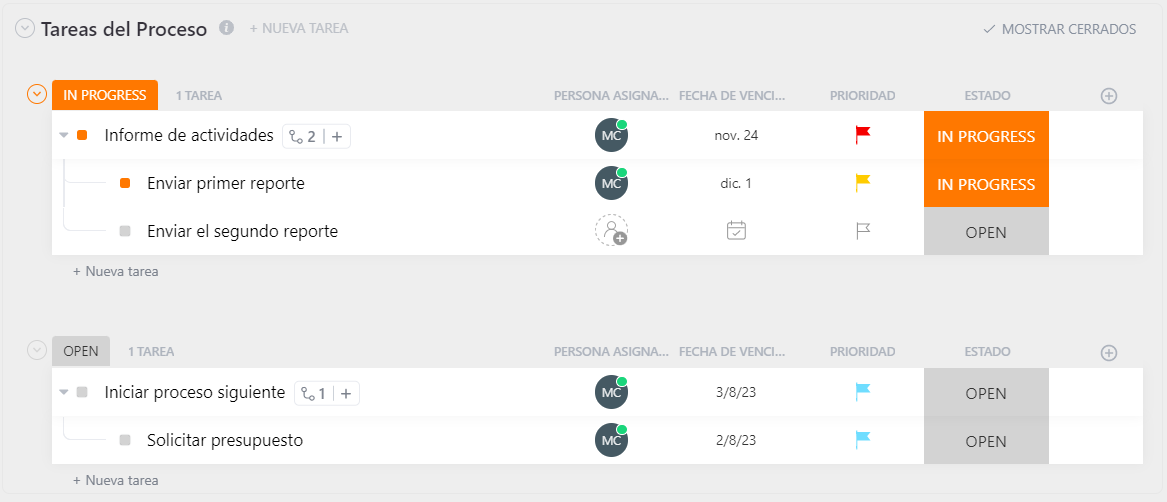 Tareas del Proceso + NUEVA TAREA MOSTRAR CERRADOS
IN PROGRESS 1 TAREA PERSONA ASIGNA... FECHA DE VENCI... PRIORIDAD ESTADO
Informe de actividades 2 + MC nov. 24 IN PROGRESS
Enviar primer reporte MC dic. 1 IN PROGRESS
Enviar el segundo reporte OPEN
+ Nueva tarea
OPEN 1 TAREA PERSONA ASIGNA... FECHA DE VENCI... PRIORIDAD ESTADO
Iniciar proceso siguiente 1 + MC 3/8/23 OPEN
Solicitar presupuesto MC 2/8/23 OPEN
+ Nueva tarea